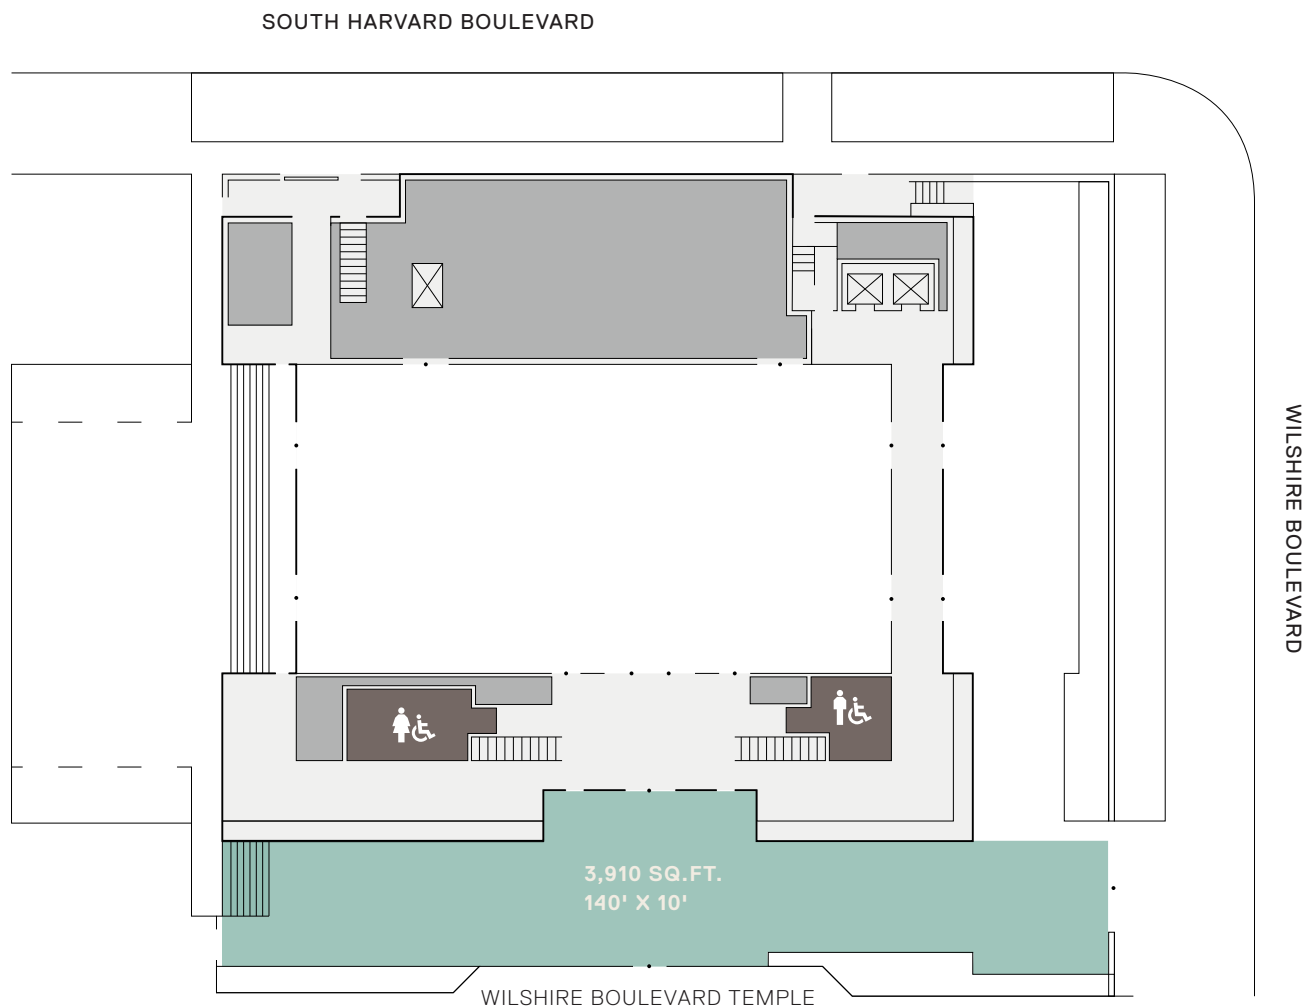 SOUTH HARVARD BOULEVARD
WILSHIRE BOULEVARD
3,910 SQ.FT.
140' X 10'
WILSHIRE BOULEVARD TEMPLE